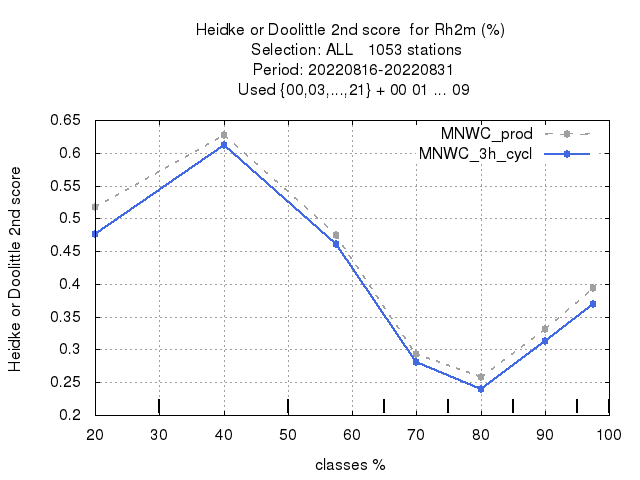 Heidke or Doolittle 2nd score for Rh2m (%)
Selection: ALL 1053 stations
Period: 20220816-20220831
Used {00,03,...,21} + 00 01 ... 09
MNWC_prod
MNWC_3h_cycl
Heidke or Doolittle 2nd score
0.65
0.6
0.55
0.5
0.45
0.4
0.35
0.3
0.25
0.2
20 30 40 50 60 70 80 90 100
classes %